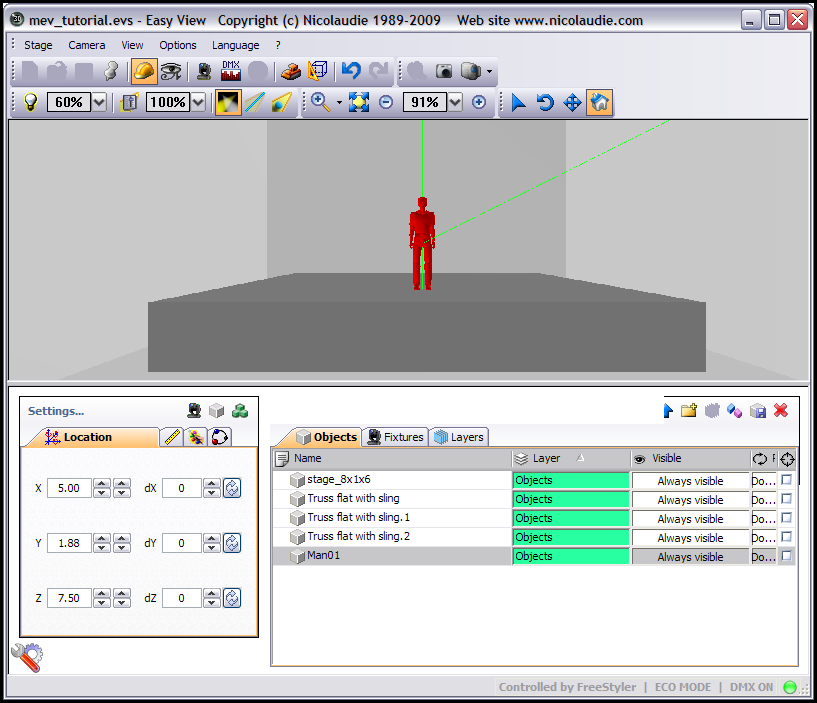 mev_tutorial.evs - Easy View Copyright (c) Nicolaudie 1989-2009 Web site www.nicolaudie.com
Stage Camera View Options Language ?
DMX
60% 100% 91%
Settings...
Location
X 5.00 dX 0
Y 1.88 dY 0
Z 7.50 dZ 0
Objects Fixtures Layers
Name Layer Visible
stage_8x1x6 Objects Always visible Do...
Truss flat with sling Objects Always visible Do...
Truss flat with sling.1 Objects Always visible Do...
Truss flat with sling.2 Objects Always visible Do...
Man01 Objects Always visible Do...
Controlled by FreeStyler | ECO MODE | DMX ON